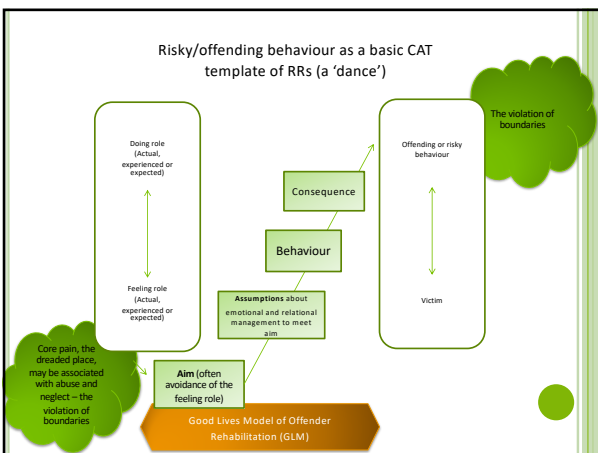 Risky/offending behaviour as a basic CAT
template of RRs (a ‘dance’)
The violation of
boundaries
Doing role
(Actual,
experienced or
expected)
Offending or risky
behaviour
Consequence
Behaviour
Feeling role
(Actual,
experienced or
expected)
Assumptions about
emotional and relational
management to meet
aim
Victim
Core pain, the
dreaded place,
may be associated
with abuse and
neglect – the
violation of
boundaries
Aim (often
avoidance of the
feeling role)
Good Lives Model of Offender
Rehabilitation (GLM)